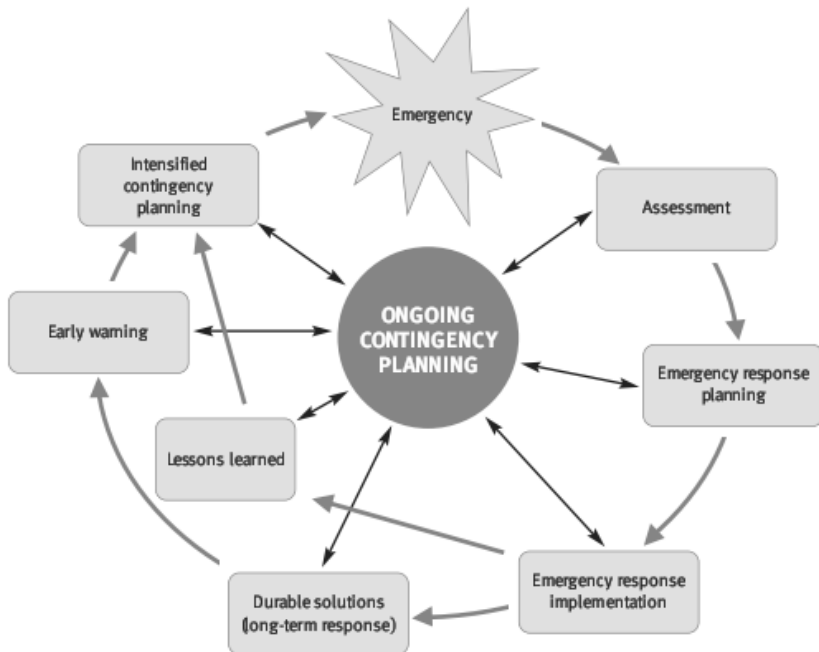 Emergency
Intensified
contingency
planning
Assessment
ONGOING
CONTINGENCY
PLANNING
Early warning
Emergency response
planning
Lessons learned
Durable solutions
(long-term response)
Emergency response
implementation